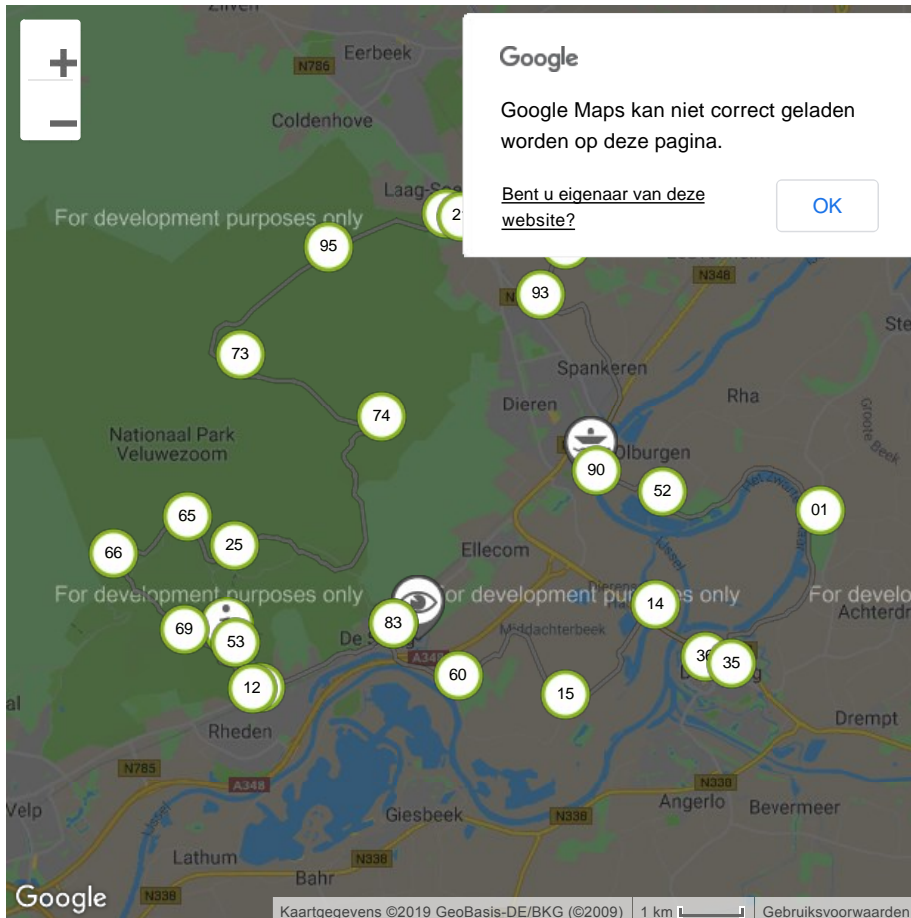 Zilven
Eerbeek
N786
Coldenhove
Google
Google Maps kan niet correct geladen
worden op deze pagina.
Bent u eigenaar van deze
website?
OK
For development purposes only
95
93
N348
73
Spankeren
74
Dieren
Rha
Groote Beek
Nationaal Park
Veluwezoom
Olburgen
90
52
01
65
25
66
Ellecom
IJssel
For development purposes only
For development purposes only
For develo
14
Achterdr
69
53
83
Middachterbeek
A348
60
36
35
12
15
al
Rheden
Drempt
N785
A348
N338
Velp
IJssel
Giesbeek
N338
Angerlo
Bevermeer
Lathum
N338
Bahr
Google
N338
Kaartgegevens ©2019 GeoBasis-DE/BKG (©2009)
1 km
Gebruiksvoorwaarden